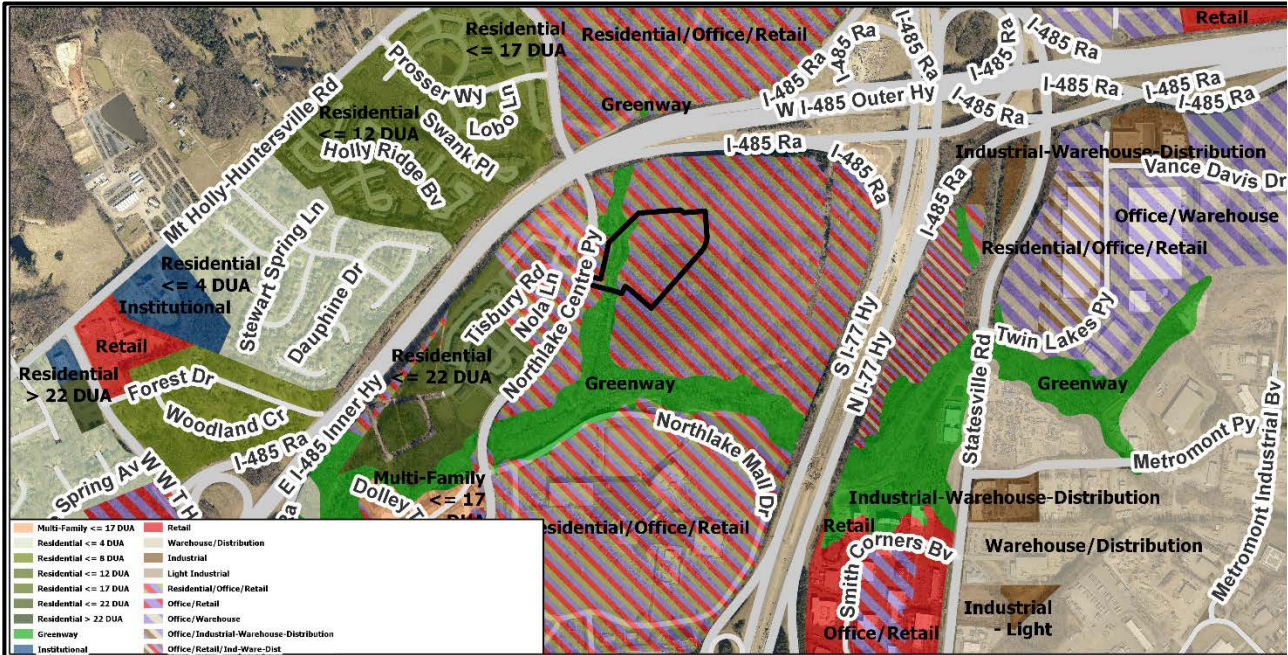 Residential
<= 17 DUA
Residential/Office/Retail
Retail
I-485 Ra
I-485 Ra
I-485 Ra
I-485 Ra
I-485 Ra
Prosser Wy
Lobo Ln
Greenway
I-485 Ra
W I-485 Outer Hy
I-485 Ra
I-485 Ra
I-485 Ra
Mt Holly-Huntersville Rd
Residential
<= 12 DUA
Swank Pl
Holly Ridge Bv
I-485 Ra
I-485 Ra
I-485 Ra
Industrial-Warehouse-Distribution
Vance Davis Dr
Office/Warehouse
Residential/Office/Retail
Stewart Spring Ln
Residential
<= 4 DUA
Institutional
Dauphine Dr
Tisbury Rd
Nola Ln
Northlake Centre Py
Retail
Residential
<= 22 DUA
Residential
> 22 DUA
Forest Dr
Woodland Cr
Greenway
S I-77 Hy
N I-77 Hy
Statesville Rd
Twin Lakes Py
Greenway
E I-485 Inner Hy
I-485 Ra
Spring Av
W W T H
Ra
Northlake Mall Dr
Metromont Py
Metromont Industrial Bv
Multi-Family
<= 17
DUA
Dolley T
esidential/Office/Retail
Industrial-Warehouse-Distribution
Retail
Smith Corners Bv
Warehouse/Distribution
Industrial
- Light
Office/Retail
Multi-Family <= 17 DUA
Residential <= 4 DUA
Residential <= 8 DUA
Residential <= 12 DUA
Residential <= 17 DUA
Residential <= 22 DUA
Residential > 22 DUA
Greenway
Institutional
Retail
Warehouse/Distribution
Industrial
Light Industrial
Residential/Office/Retail
Office/Retail
Office/Warehouse
Office/Industrial-Warehouse-Distribution
Office/Retail/Ind-Ware-Dist